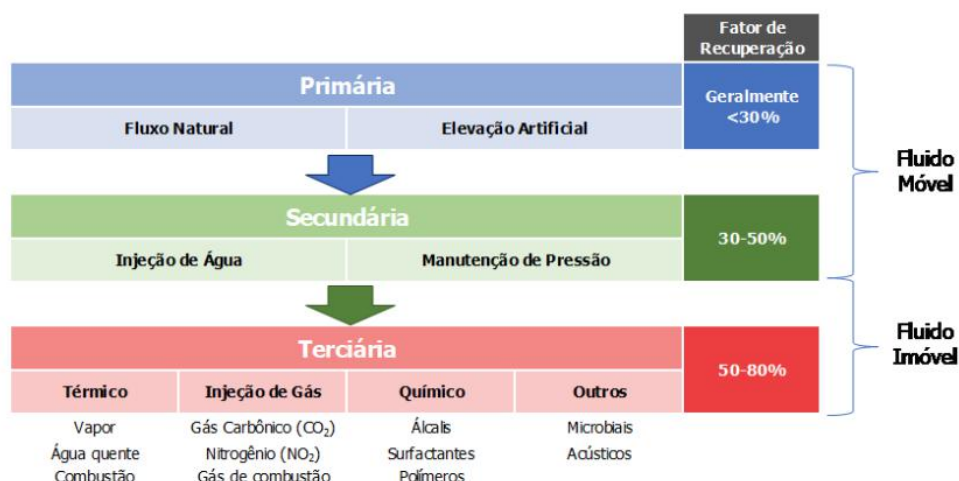 Fator de
Recuperação
Primária
Geralmente
<30%
Fluxo Natural
Elevação Artificial
Fluido
Móvel
Secundária
30-50%
Injeção de Água
Manutenção de Pressão
Terciária
Fluido
Imóvel
50-80%
Térmico
Injeção de Gás
Químico
Outros
Vapor
Gás Carbônico (CO₂)
Álcalis
Microbiais
Água quente
Nitrogênio (NO₂)
Surfactantes
Acústicos
Combustão
Gás de combustão
Polímeros